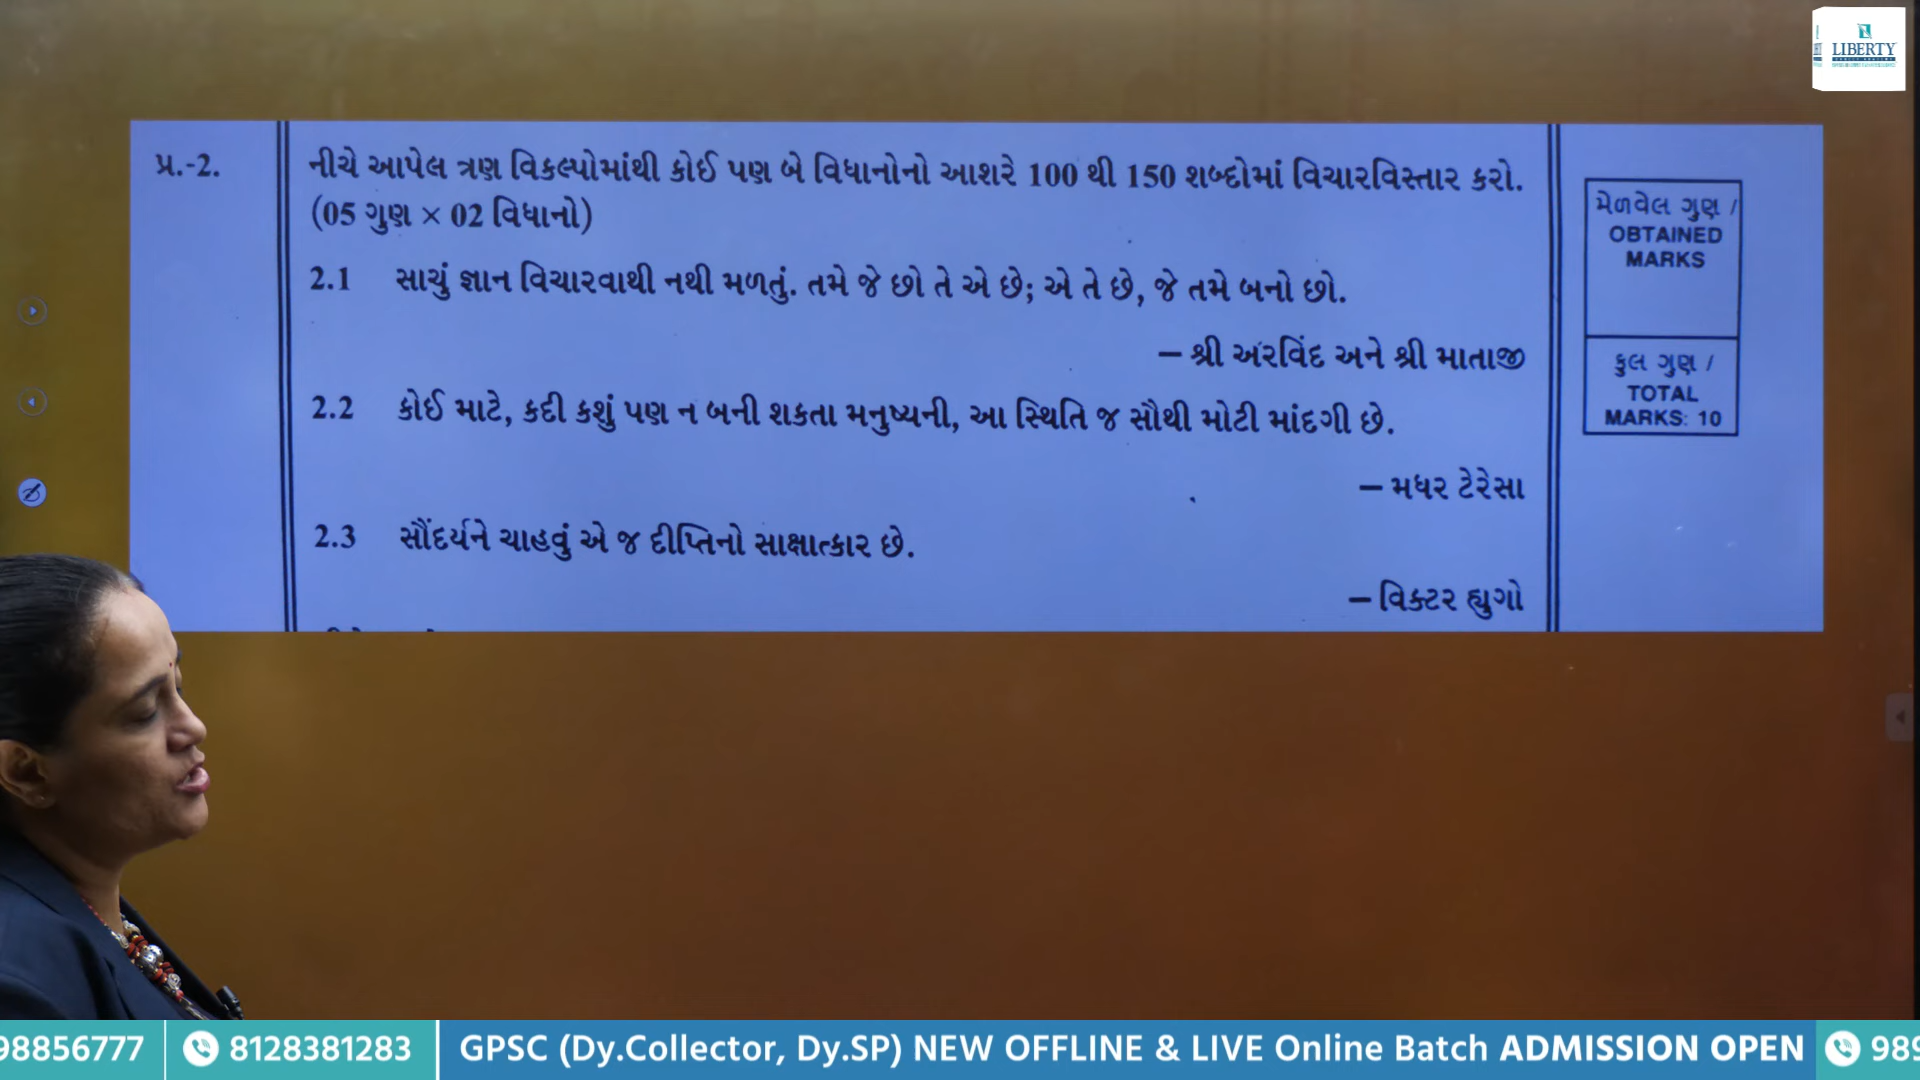 LIBERTY
પ્ર.-2.
નીચે આપેલ ત્રણ વિકલ્પોમાંથી કોઈ પણ બે વિધાનોનો આશરે 100 થી 150 શબ્દોમાં વિચારવિસ્તાર કરો.
(05 ગુણ × 02 વિધાનો)
2.1 સાચું જ્ઞાન વિચારવાથી નથી મળતું. તમે જે છો તે એ છે; એ તે છે, જે તમે બનો છો.
– શ્રી અરવિંદ અને શ્રી માતાજી
2.2 કોઈ માટે, કદી કશું પણ ન બની શકતા મનુષ્યની, આ સ્થિતિ જ સૌથી મોટી માંદગી છે.
– મધર ટેરેસા
2.3 સૌંદર્યને ચાહવું એ જ દીપ્તિનો સાક્ષાત્કાર છે.
– વિક્ટર હ્યુગો
મેળવેલ ગુણ /
OBTAINED
MARKS
કુલ ગુણ /
TOTAL
MARKS: 10
98856777 8128381283 GPSC (Dy.Collector, Dy.SP) NEW OFFLINE & LIVE Online Batch ADMISSION OPEN 989